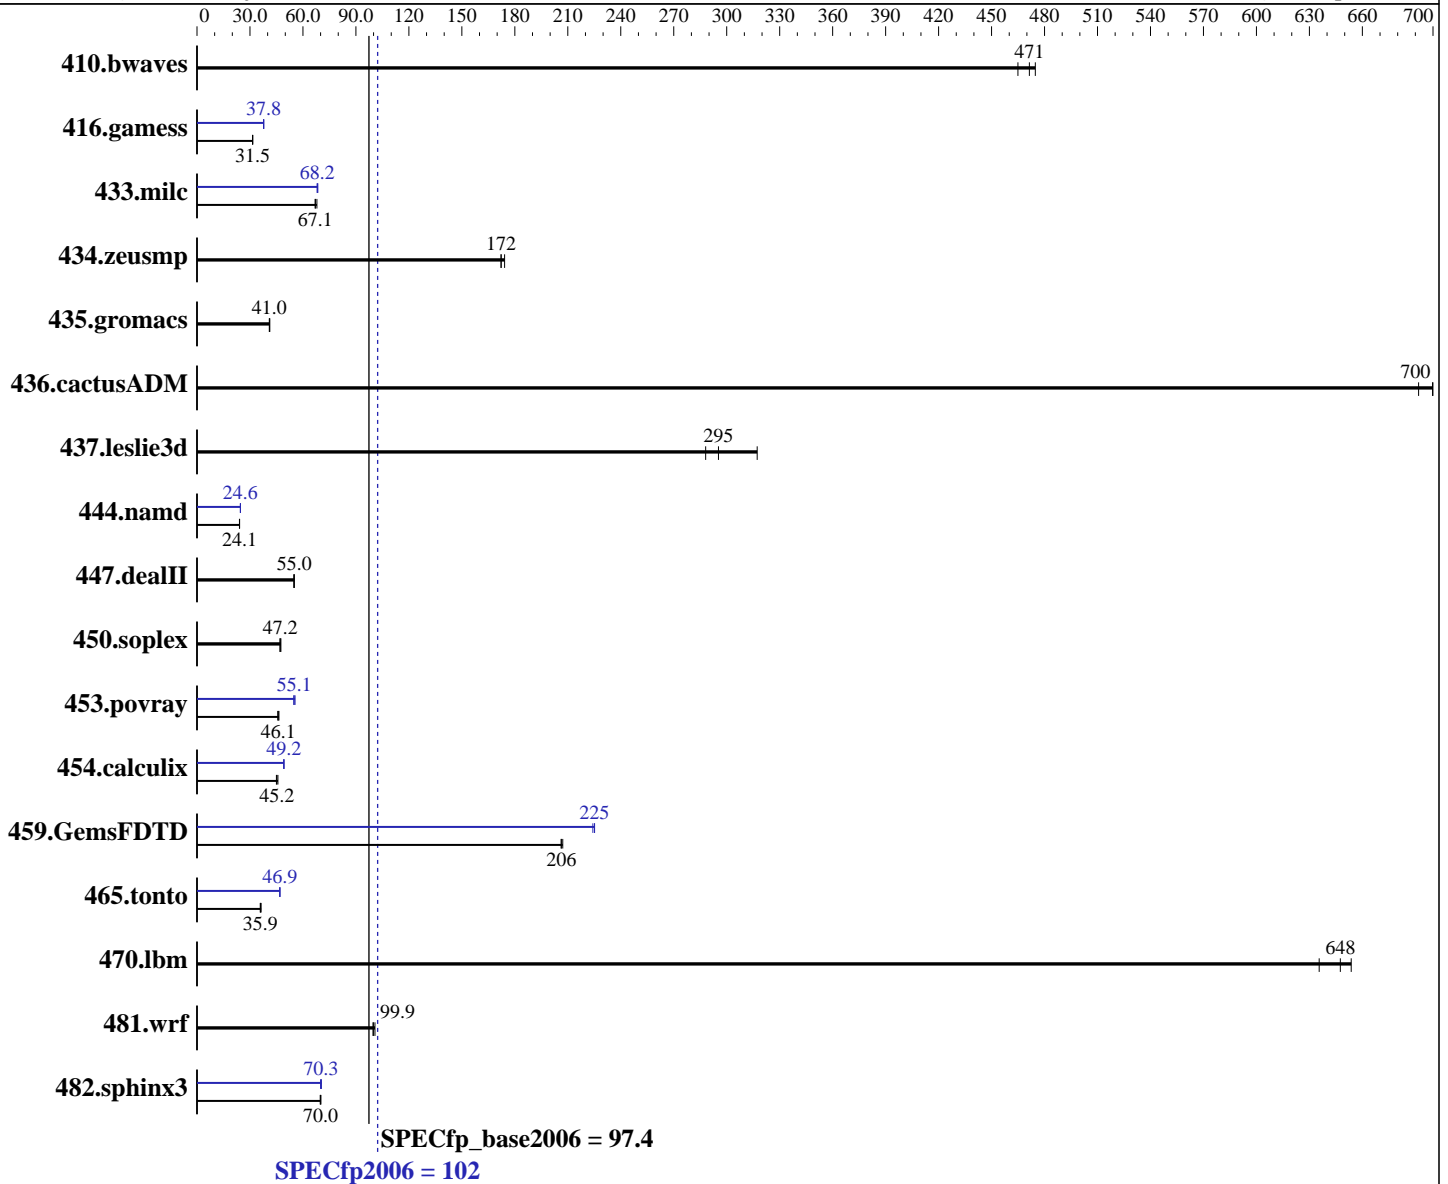 0 30.0 60.0 90.0 120 150 180 210 240 270 300 330 360 390 420 450 480 510 540 570 600 630 660 700
410.bwaves 471
416.gamess 37.8
31.5
433.milc 68.2
67.1
434.zeusmp 172
435.gromacs 41.0
436.cactusADM 700
437.leslie3d 295
444.namd 24.6
24.1
447.dealII 55.0
450.soplex 47.2
453.povray 55.1
46.1
454.calculix 49.2
45.2
459.GemsFDTD 225
206
465.tonto 46.9
35.9
470.lbm 648
481.wrf 99.9
482.sphinx3 70.3
70.0
SPECfp_base2006 = 97.4
SPECfp2006 = 102